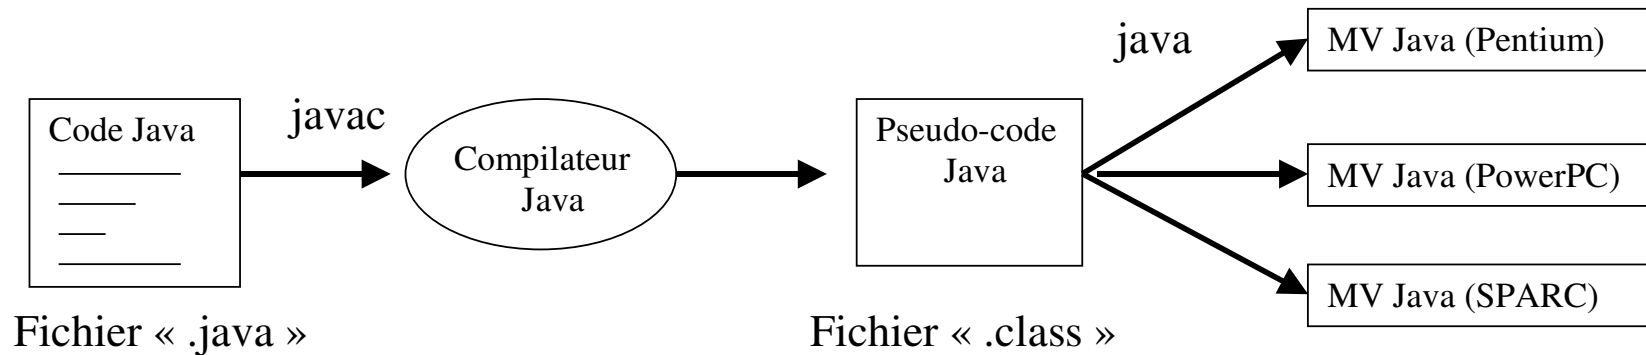 Code Java
Fichier « .java »
javac
Compilateur
Java
Pseudo-code
Java
Fichier « .class »
java
MV Java (Pentium)
MV Java (PowerPC)
MV Java (SPARC)